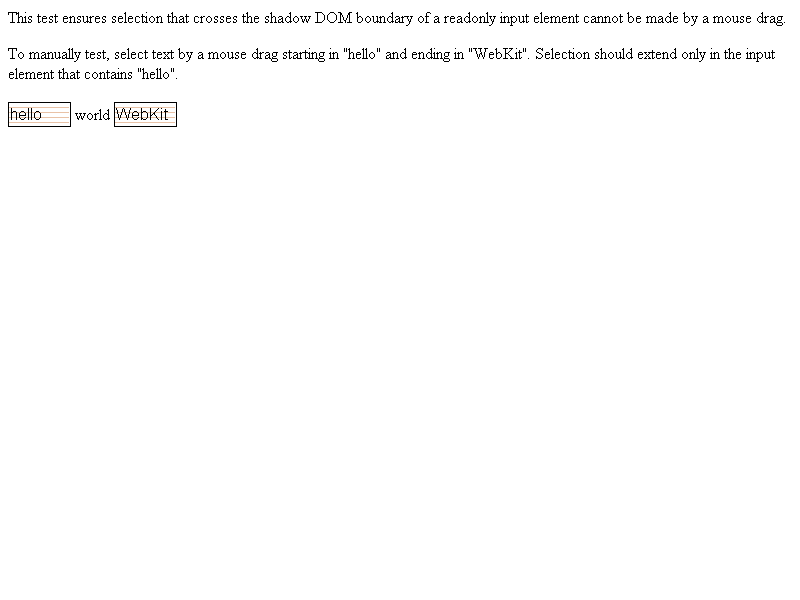 This test ensures selection that crosses the shadow DOM boundary of a readonly input element cannot be made by a mouse drag.
To manually test, select text by a mouse drag starting in "hello" and ending in "WebKit". Selection should extend only in the input
element that contains "hello".
hello world WebKit